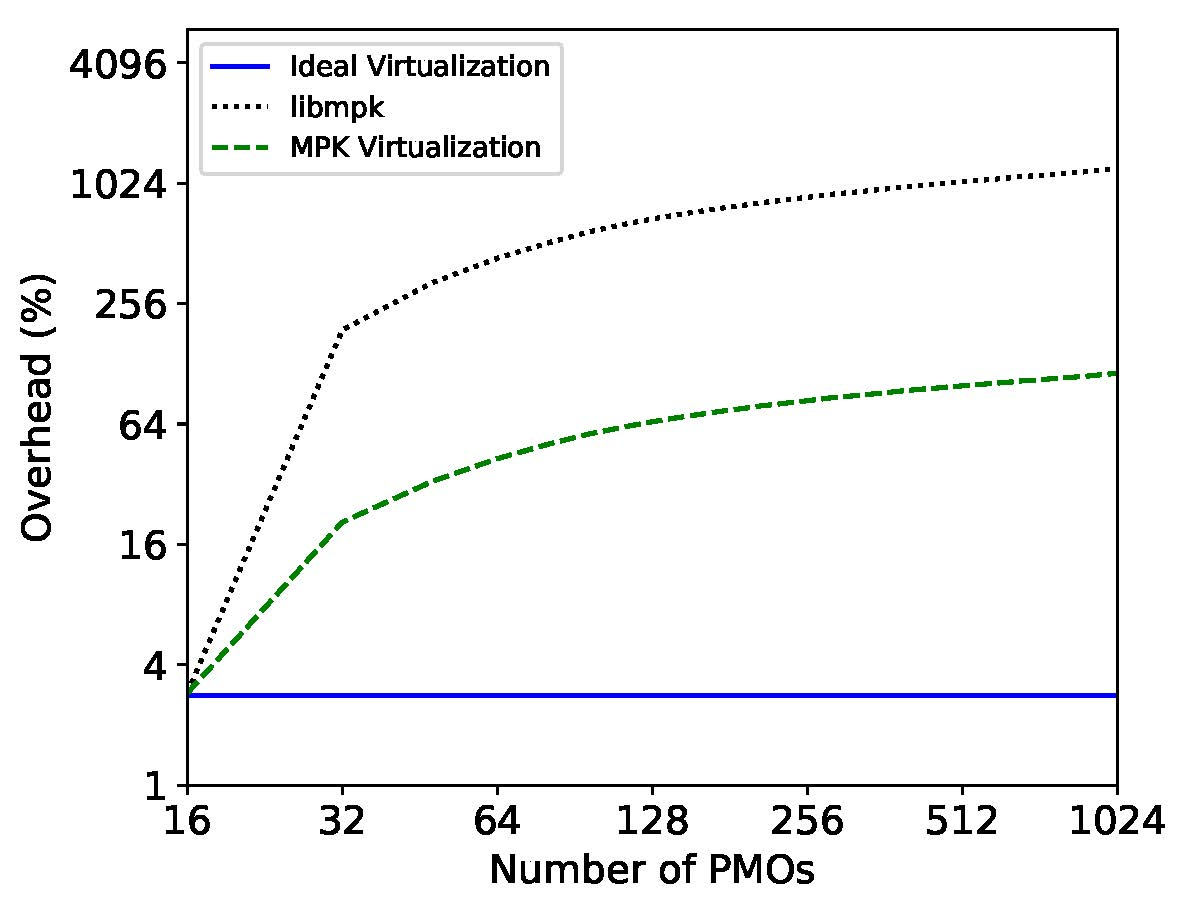 4096
1024
256
64
16
4
1
Overhead (%)
Ideal Virtualization
libmpk
MPK Virtualization
16 32 64 128 256 512 1024
Number of PMOs